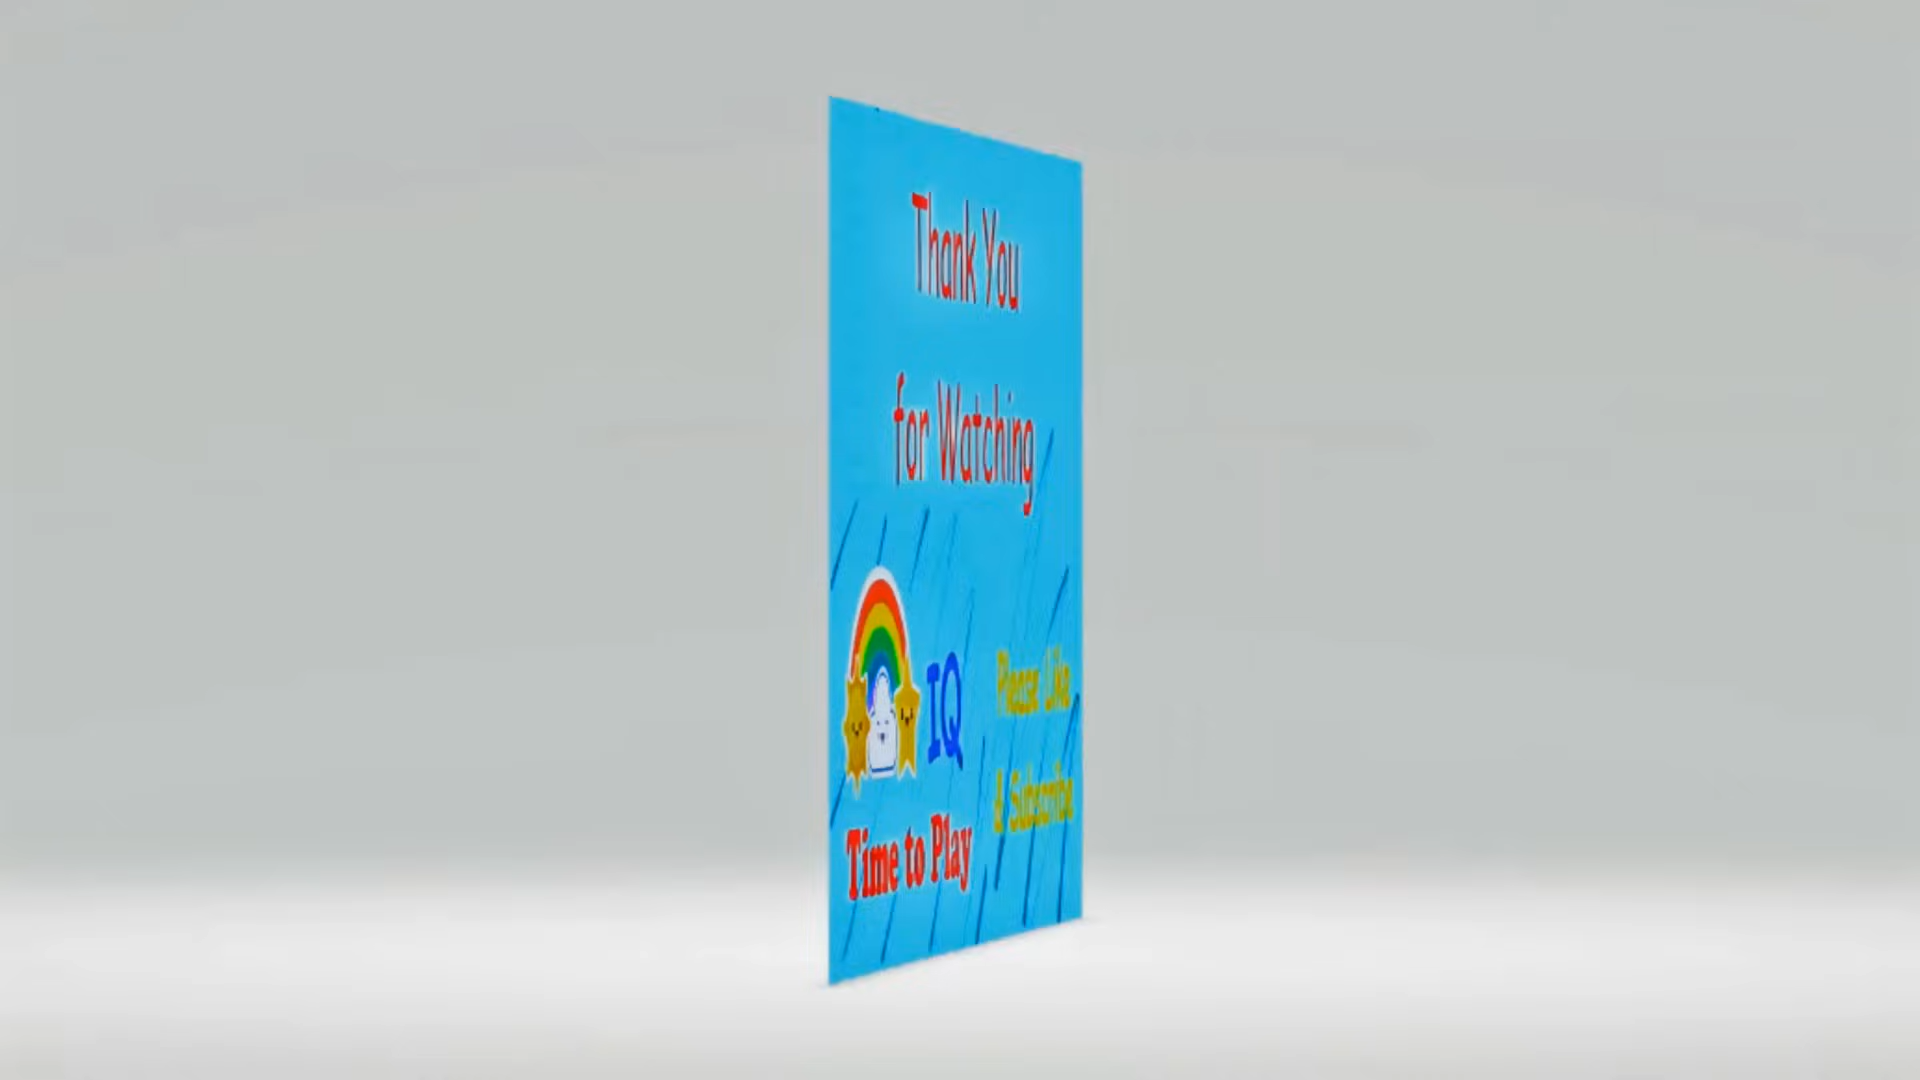 Thank You
for Watching
IQ
Time to Play
Please Like
& Subscribe